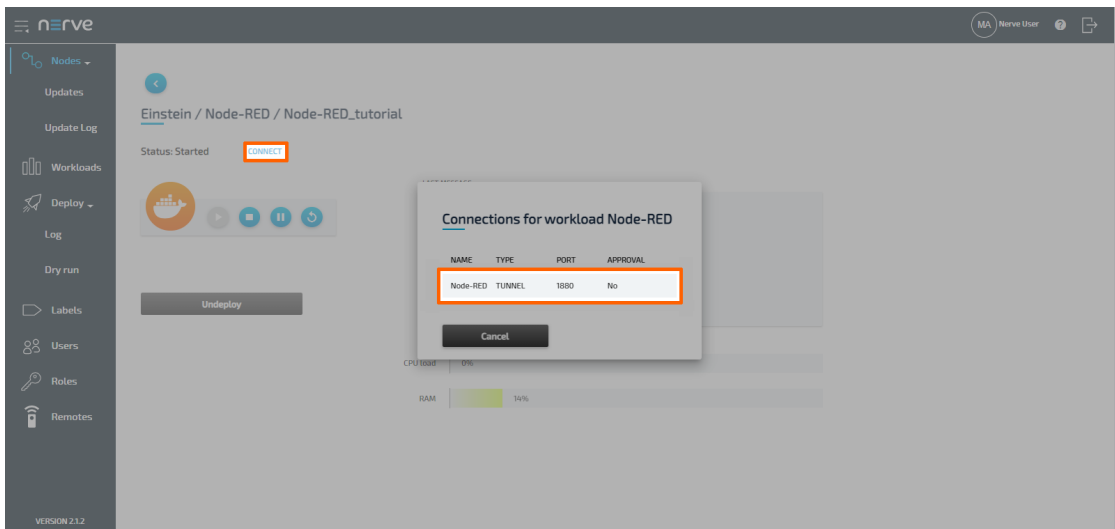 nerve
MA Nerve User ?
Nodes
Updates
Update Log
Workloads
Deploy
Log
Dry run
Labels
Users
Roles
Remotes
VERSION 2.1.2
Einstein / Node-RED / Node-RED_tutorial
Status: Started CONNECT
Undeploy
LAST MESSAGE
Connections for workload Node-RED
NAME TYPE PORT APPROVAL
Node-RED TUNNEL 1880 No
Cancel
CPU load 0%
RAM 14%